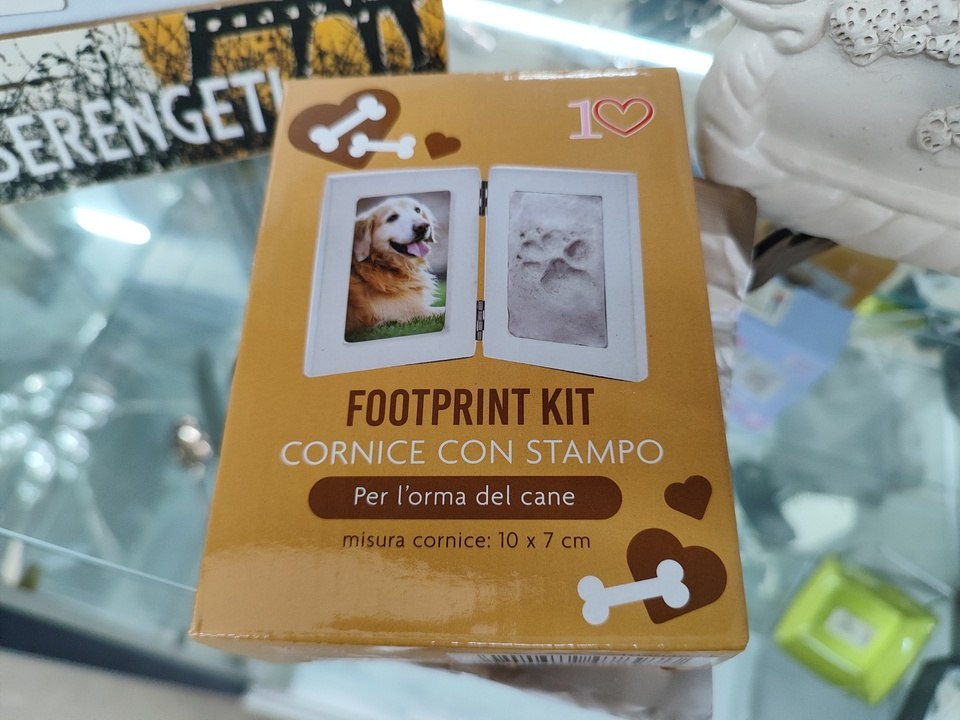 SERENGETI
10
FOOTPRINT KIT
CORNICE CON STAMPO
Per l'orma del cane
misura cornice: 10 x 7 cm